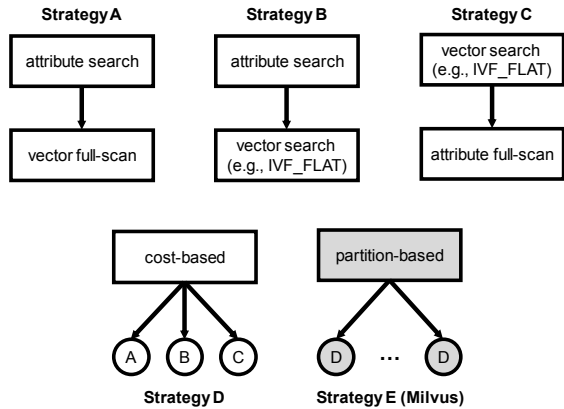 Strategy A
attribute search
vector full-scan
Strategy B
attribute search
vector search
(e.g., IVF_FLAT)
Strategy C
vector search
(e.g., IVF_FLAT)
attribute full-scan
cost-based
A
B
C
Strategy D
partition-based
D
...
D
Strategy E (Milvus)